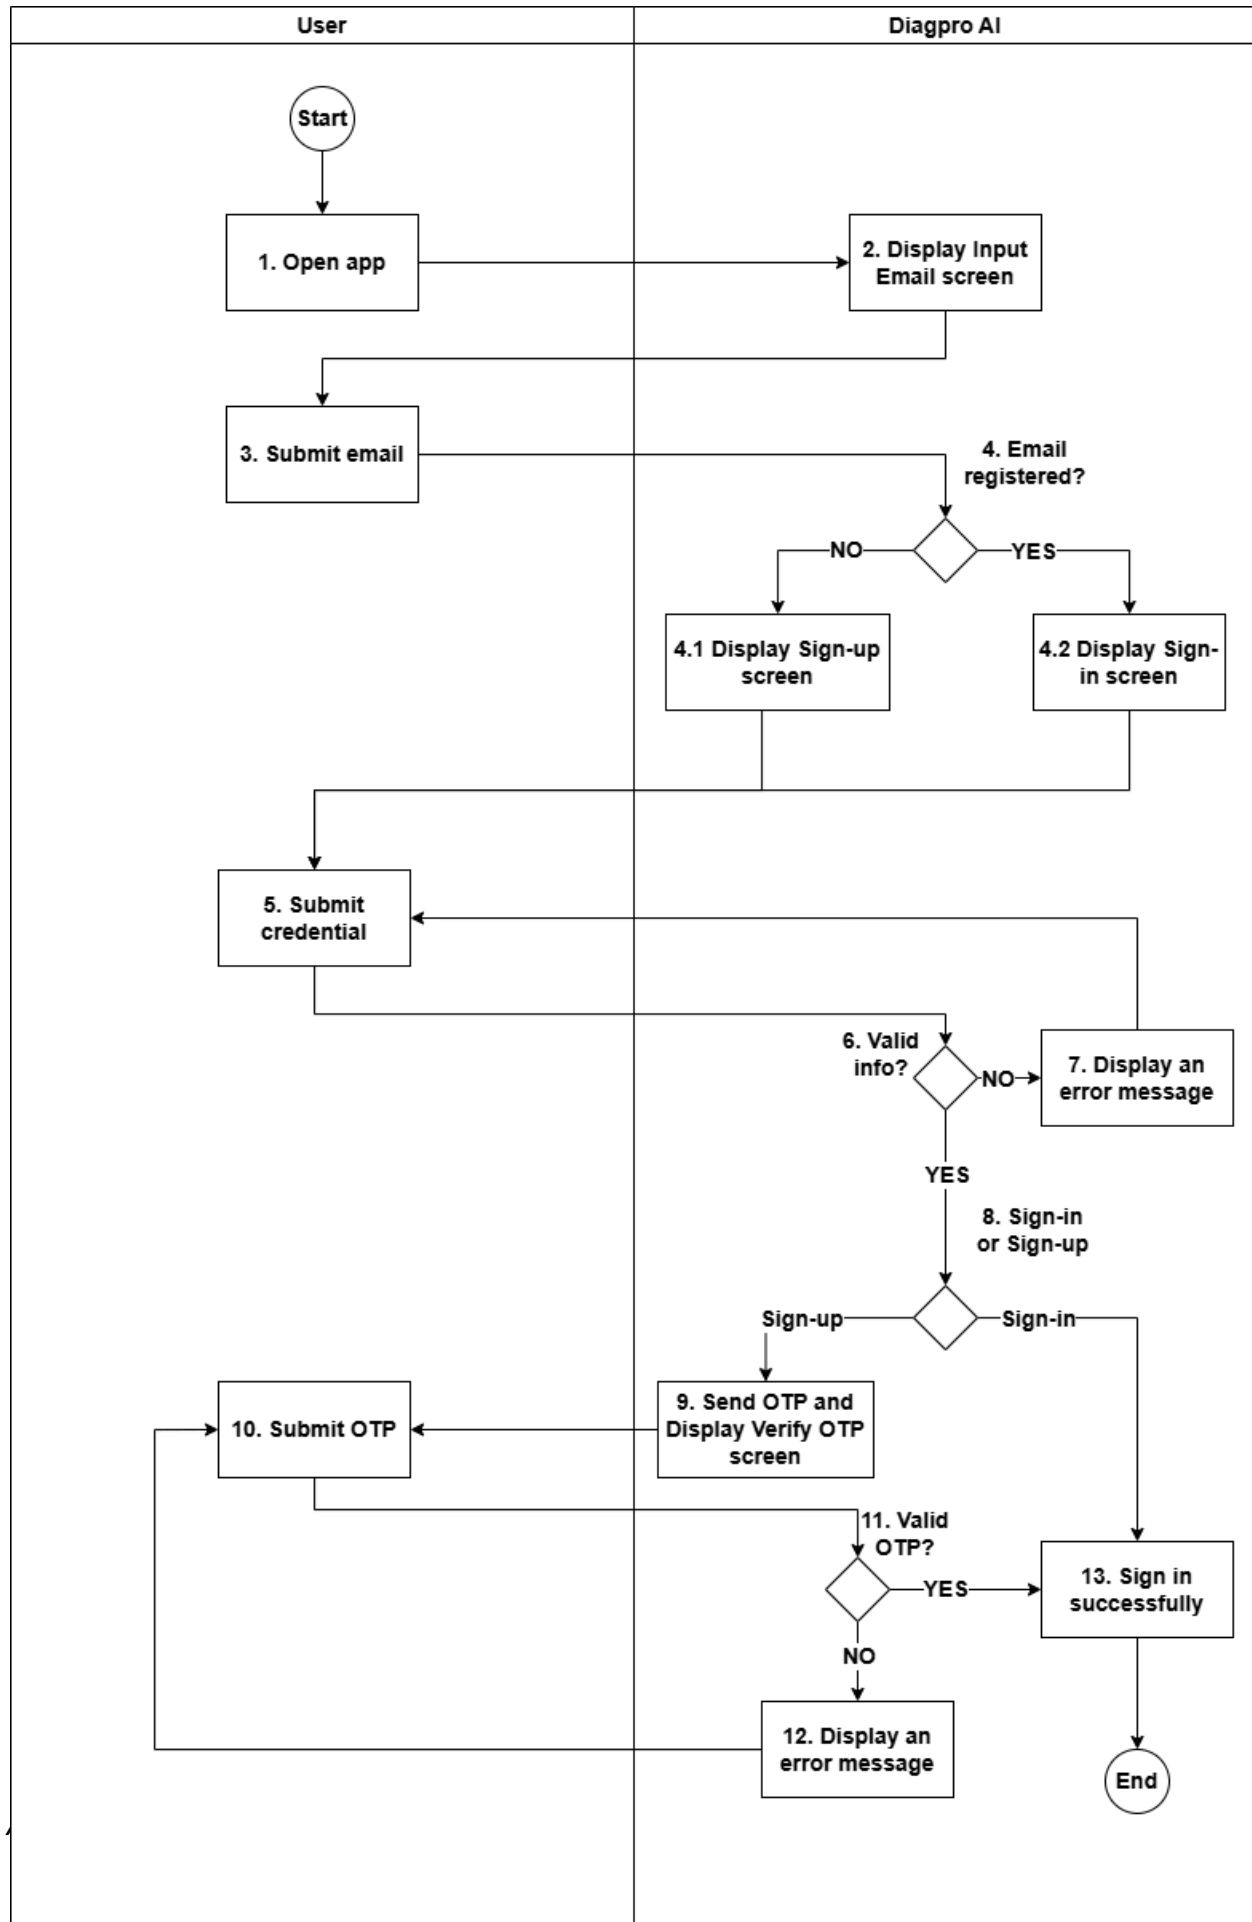 User
Diagpro AI
Start
1. Open app
2. Display Input
Email screen
3. Submit email
4. Email
registered?
NO
YES
4.1 Display Sign-up
screen
4.2 Display Sign-
in screen
5. Submit
credential
6. Valid
info?
NO
7. Display an
error message
YES
8. Sign-in
or Sign-up
Sign-up
Sign-in
9. Send OTP and
Display Verify OTP
screen
10. Submit OTP
11. Valid
OTP?
YES
13. Sign in
successfully
NO
12. Display an
error message
End